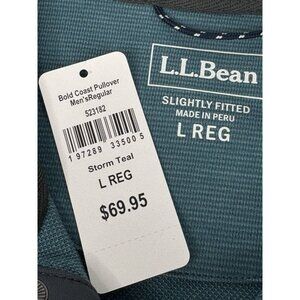 Bold Coast Pullover
Men'sRegular
523182
1 97289 33500 5
Storm Teal
L REG
$69.95
L.L.Bean
SLIGHTLY FITTED
MADE IN PERU
L REG